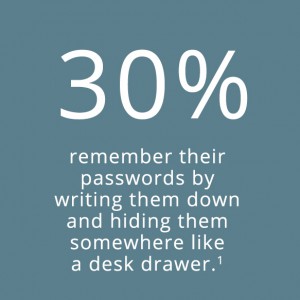 30%
remember their
passwords by
writing them down
and hiding them
somewhere like
a desk drawer.¹